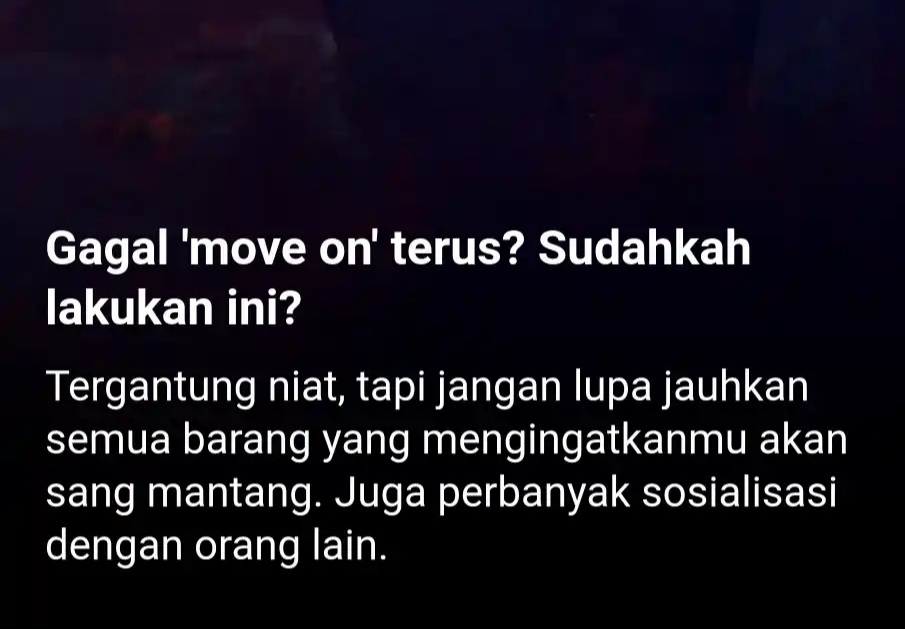 Gagal 'move on' terus? Sudahkah
lakukan ini?
Tergantung niat, tapi jangan lupa jauhkan
semua barang yang mengingatkanmu akan
sang mantang. Juga perbanyak sosialisasi
dengan orang lain.